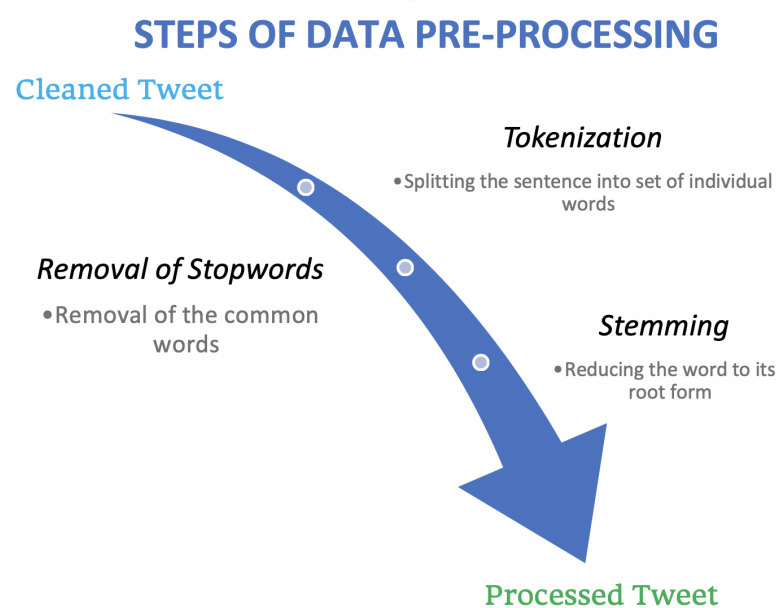 STEPS OF DATA PRE-PROCESSING
Cleaned Tweet
Tokenization
•Splitting the sentence into set of individual
words
Removal of Stopwords
•Removal of the common
words
Stemming
•Reducing the word to its
root form
Processed Tweet